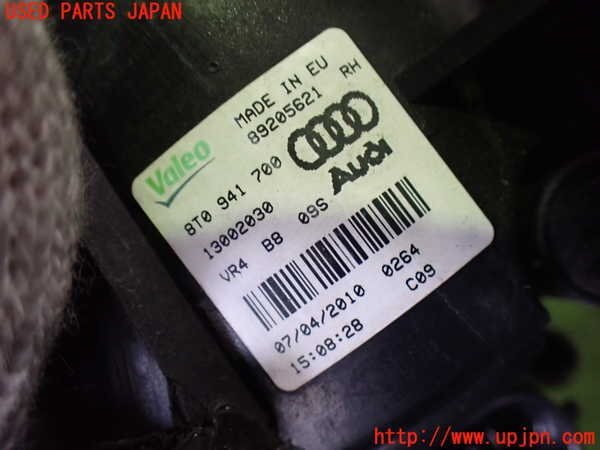 USED PARTS JAPAN
Valeo
MADE IN EU
89205621 RH
Audi
8T0 941 700
13002030
VR4 B8 09S
07/04/2010 0264
15:08:28 C09
http://www.upjpn.com/